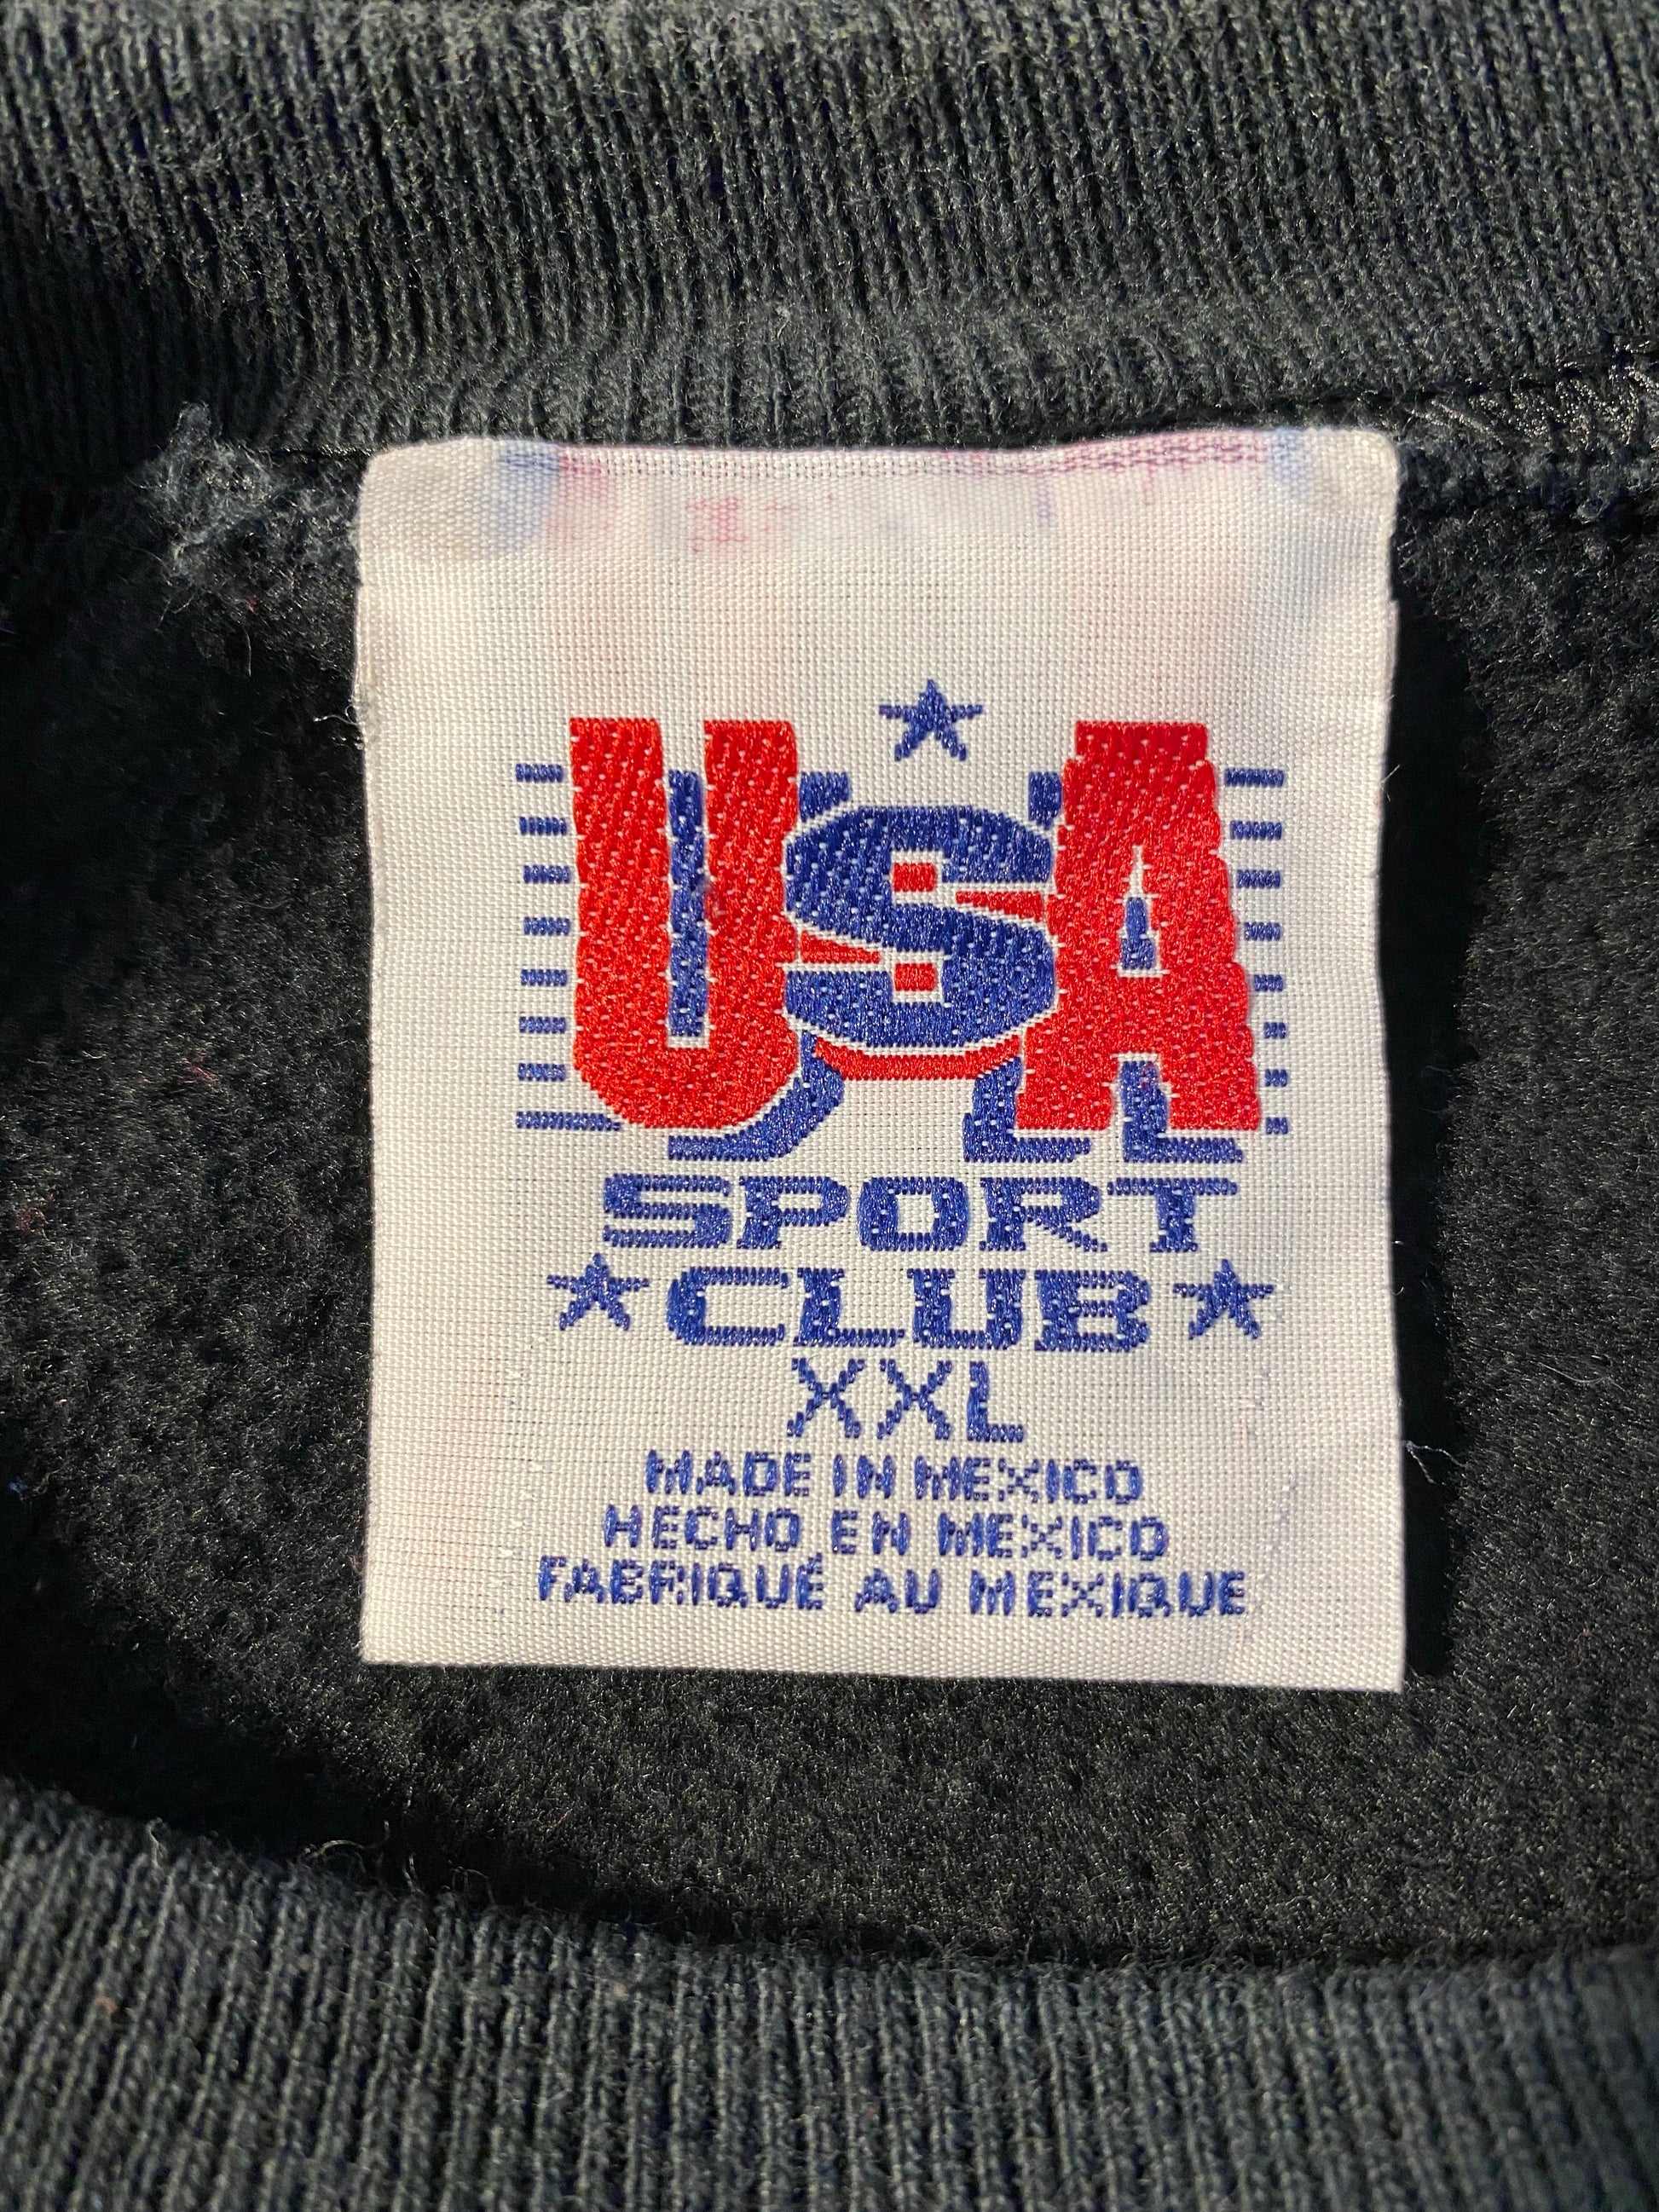 USA
SPORT
CLUB
XXL
MADE IN MEXICO
HECHO EN MEXICO
FABRIQUÉ AU MEXIQUE